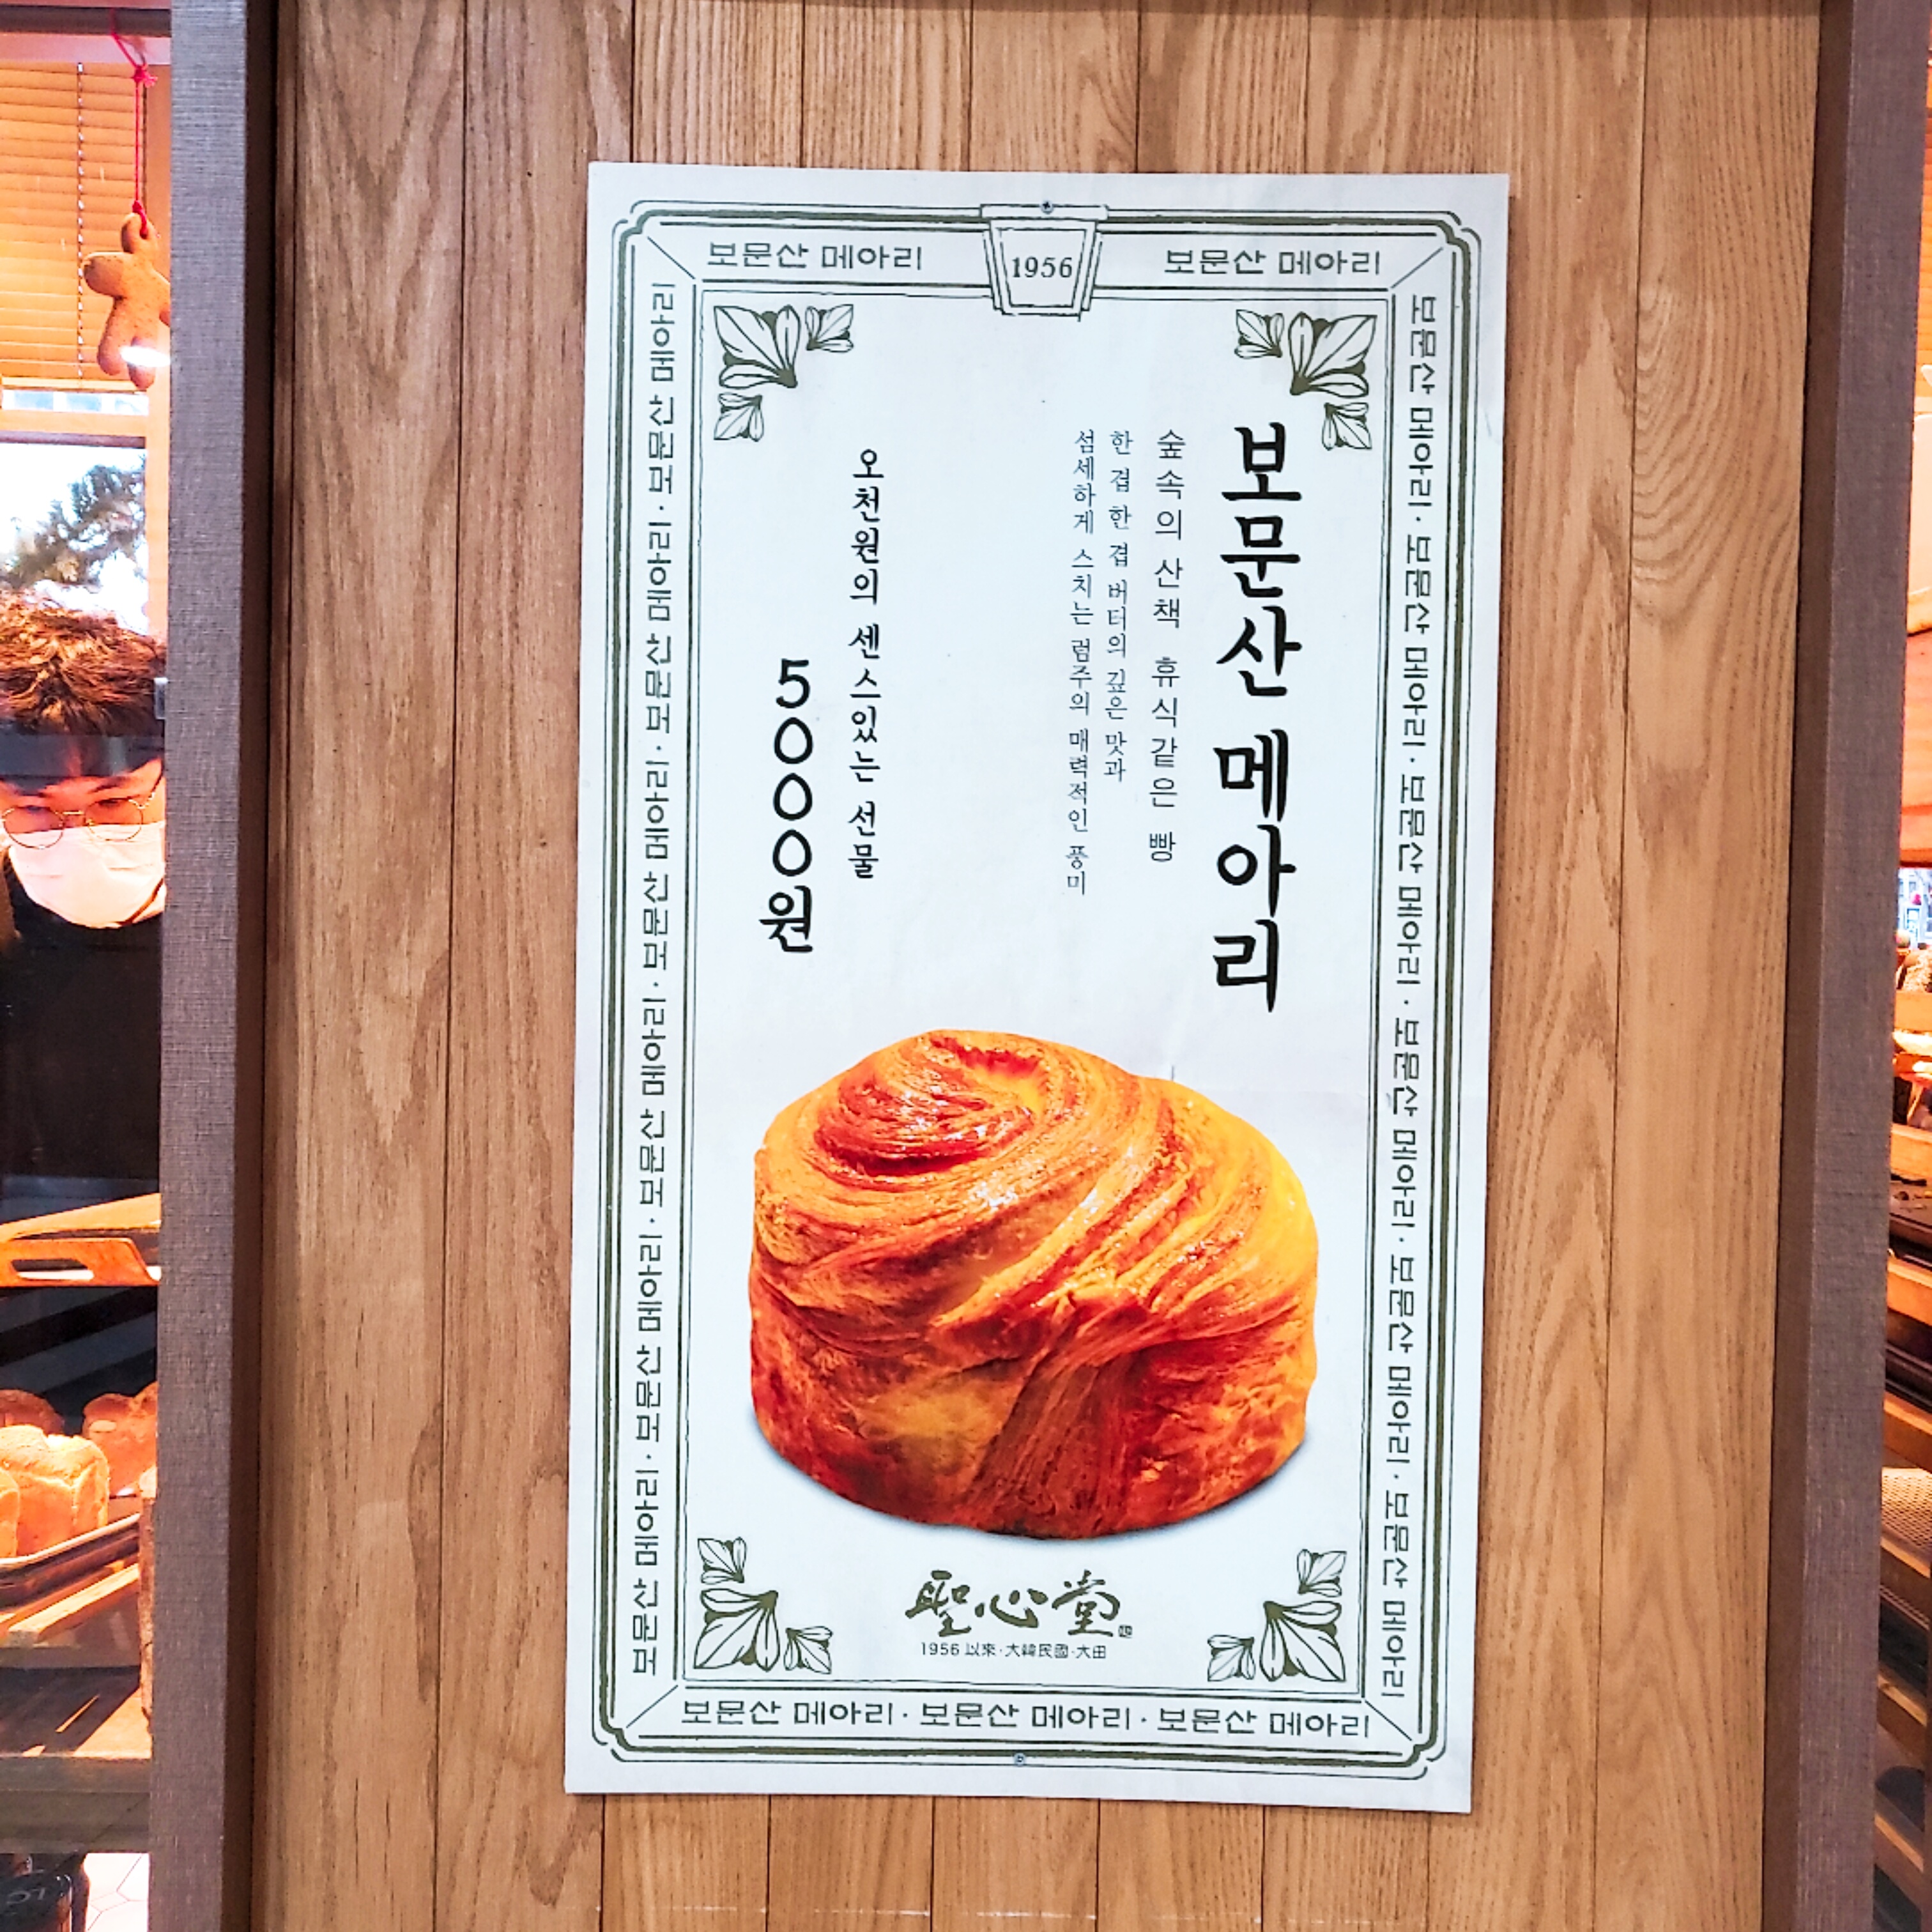 보문산 메아리
1956
보문산 메아리
보문산 메아리 · 보문산 메아리 · 보문산 메아리 · 보문산 메아리 · 보문산 메아리 · 보문산 메아리
보문산 메아리 · 보문산 메아리 · 보문산 메아리 · 보문산 메아리 · 보문산 메아리 · 보문산 메아리
보문산 메아리
숲속의 산책 휴식같은 빵
한 겹 한 겹 버터의 깊은 맛과
섬세하게 스치는 럼주의 매력적인 풍미
오천원의 센스있는 선물
5000원
聖心堂
1956 以來·大韓民國·大田
보문산 메아리 · 보문산 메아리 · 보문산 메아리